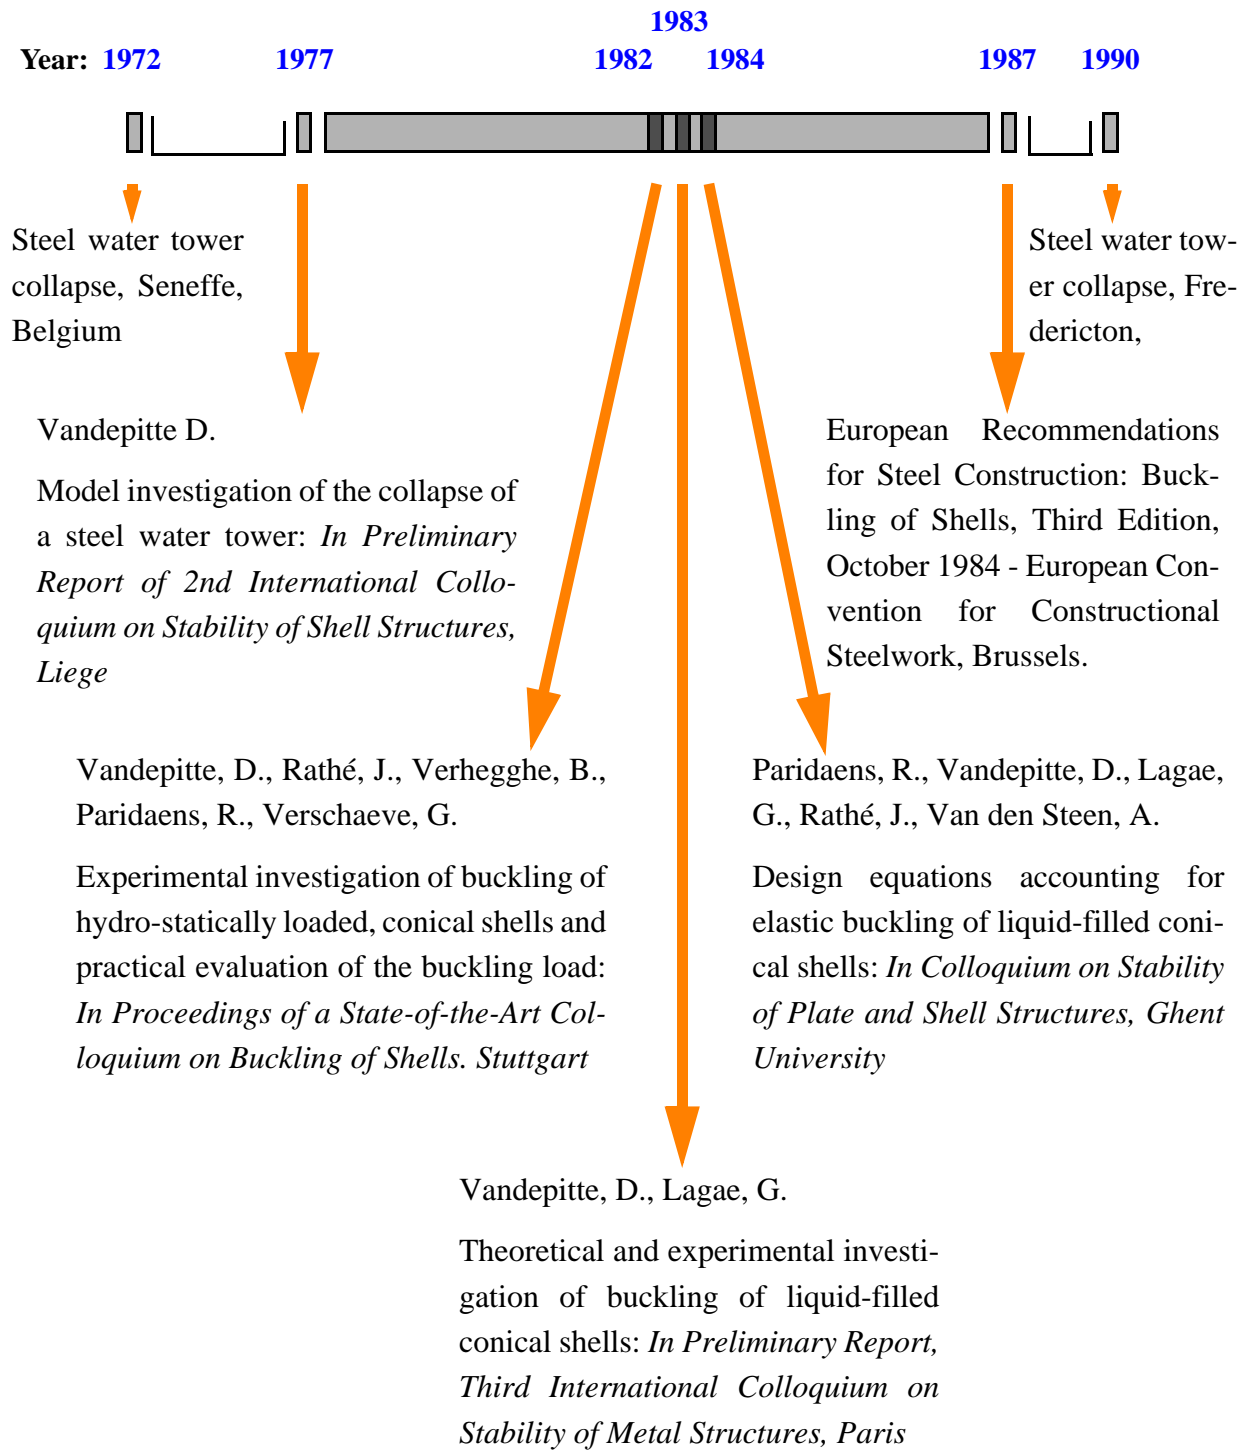 1983
Year: 1972 1977 1982 1984 1987 1990
Steel water tower
collapse, Seneffe,
Belgium
Steel water tow-
er collapse, Fre-
dericton,
Vandepitte D.
Model investigation of the collapse of
a steel water tower: In Preliminary
Report of 2nd International Collo-
quium on Stability of Shell Structures,
Liege
European Recommendations
for Steel Construction: Buck-
ling of Shells, Third Edition,
October 1984 - European Con-
vention for Constructional
Steelwork, Brussels.
Vandepitte, D., Rathé, J., Verhegghe, B.,
Paridaens, R., Verschaeve, G.
Experimental investigation of buckling of
hydro-statically loaded, conical shells and
practical evaluation of the buckling load:
In Proceedings of a State-of-the-Art Col-
loquium on Buckling of Shells. Stuttgart
Paridaens, R., Vandepitte, D., Lagae,
G., Rathé, J., Van den Steen, A.
Design equations accounting for
elastic buckling of liquid-filled coni-
cal shells: In Colloquium on Stability
of Plate and Shell Structures, Ghent
University
Vandepitte, D., Lagae, G.
Theoretical and experimental investi-
gation of buckling of liquid-filled
conical shells: In Preliminary Report,
Third International Colloquium on
Stability of Metal Structures, Paris